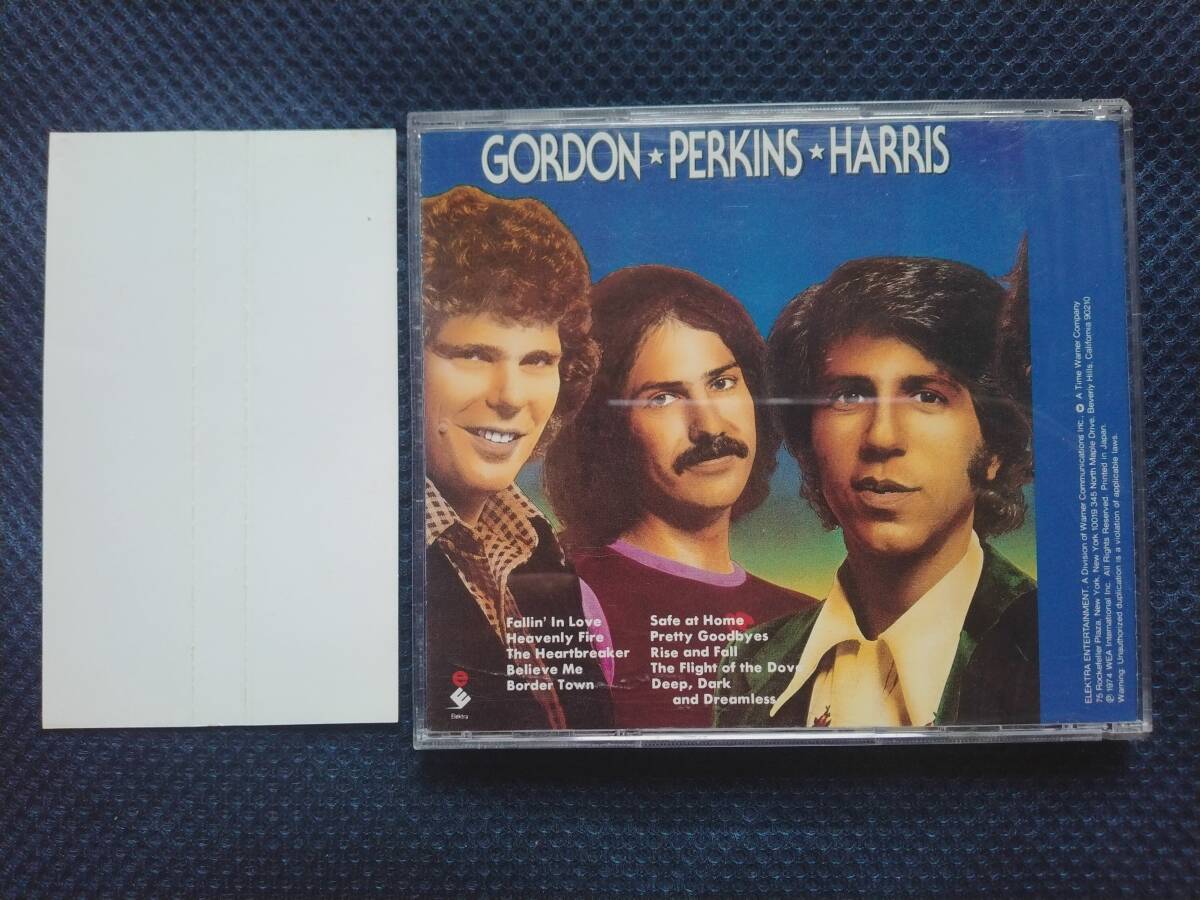 GORDON ★ PERKINS ★ HARRIS
Fallin' In Love
Heavenly Fire
The Heartbreaker
Believe Me
Border Town
Safe at Home
Pretty Goodbyes
Rise and Fall
The Flight of the Dove
Deep, Dark
and Dreamless
Elektra
ELEKTRA ENTERTAINMENT, A Division of Warner Communications Inc., A Time Warner Company
75 Rockefeller Plaza, New York, New York 10019 345 North Maple Drive, Beverly Hills, California 90210
℗ 1974 WEA International Inc. All Rights Reserved. Printed in Japan.
Warning: Unauthorized duplication is a violation of applicable laws.